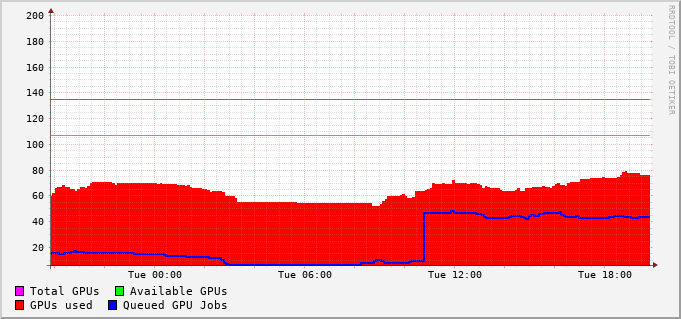 200
180
160
140
120
100
80
60
40
20
Tue 00:00 Tue 06:00 Tue 12:00 Tue 18:00
Total GPUs Available GPUs
GPUs used Queued GPU Jobs
RRDTOOL / TOBI OETIKER